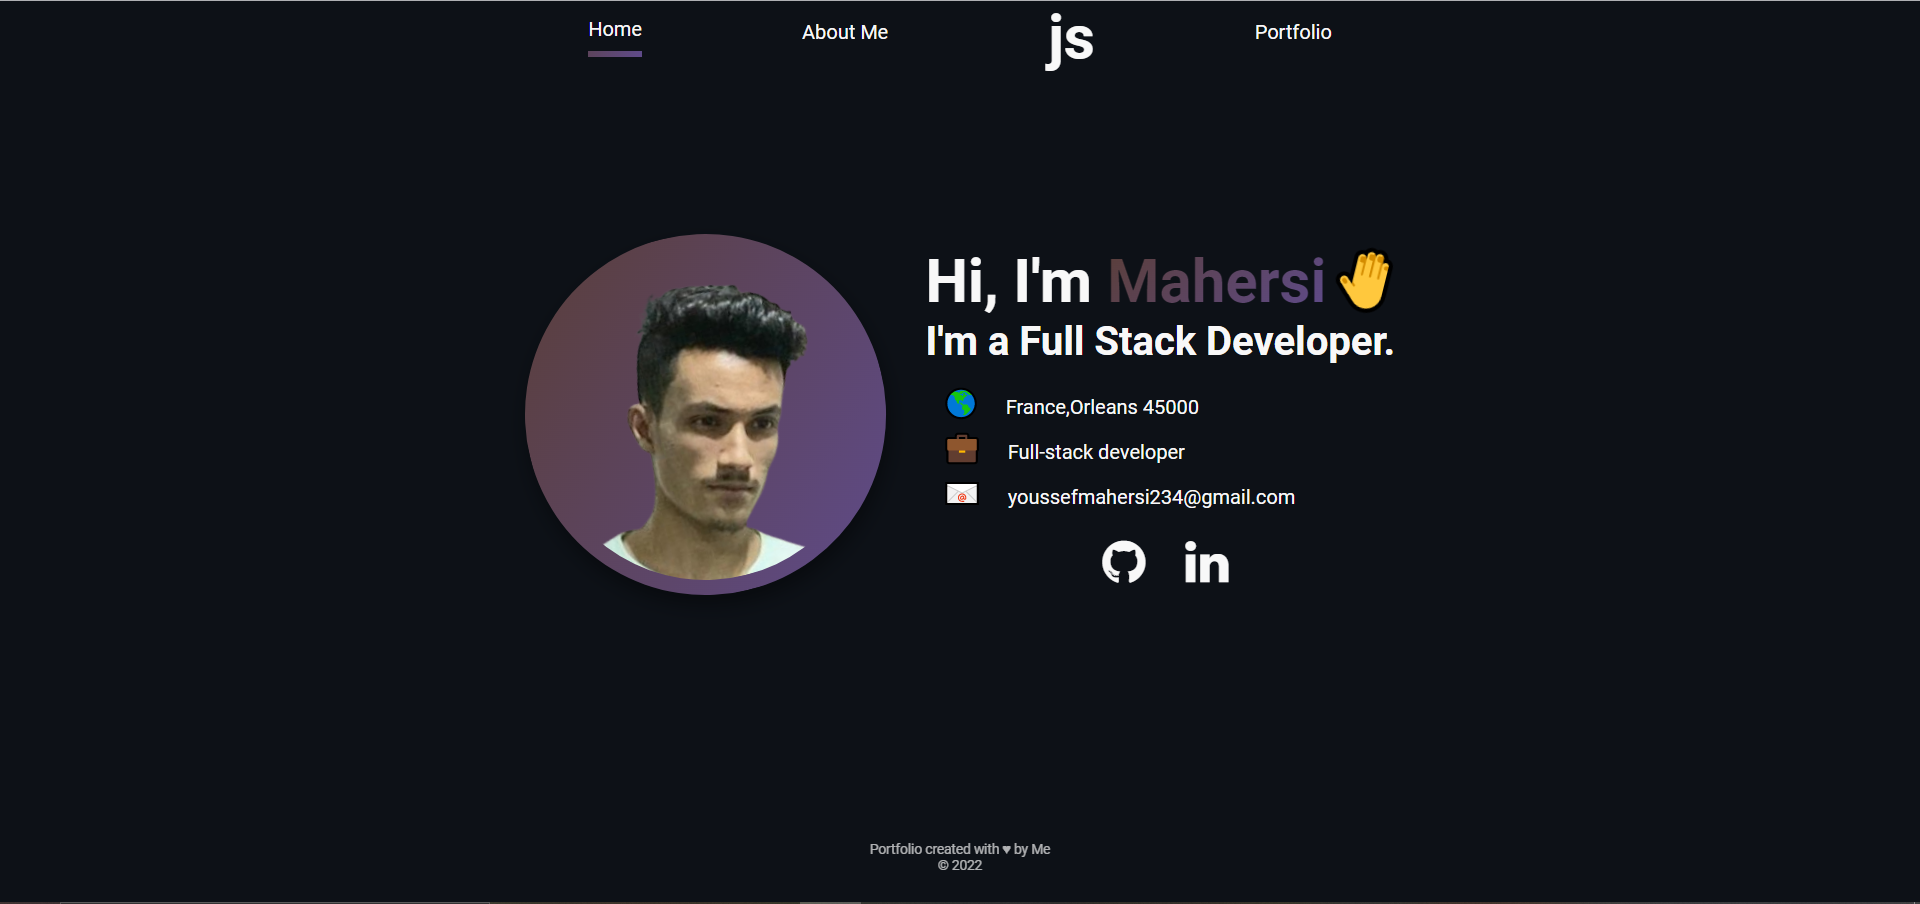 Home
About Me
js
Portfolio
Hi, I'm Mahersi
I'm a Full Stack Developer.
France,Orleans 45000
Full-stack developer
@
youssefmahersi234@gmail.com
in
Portfolio created with ♥ by Me
© 2022